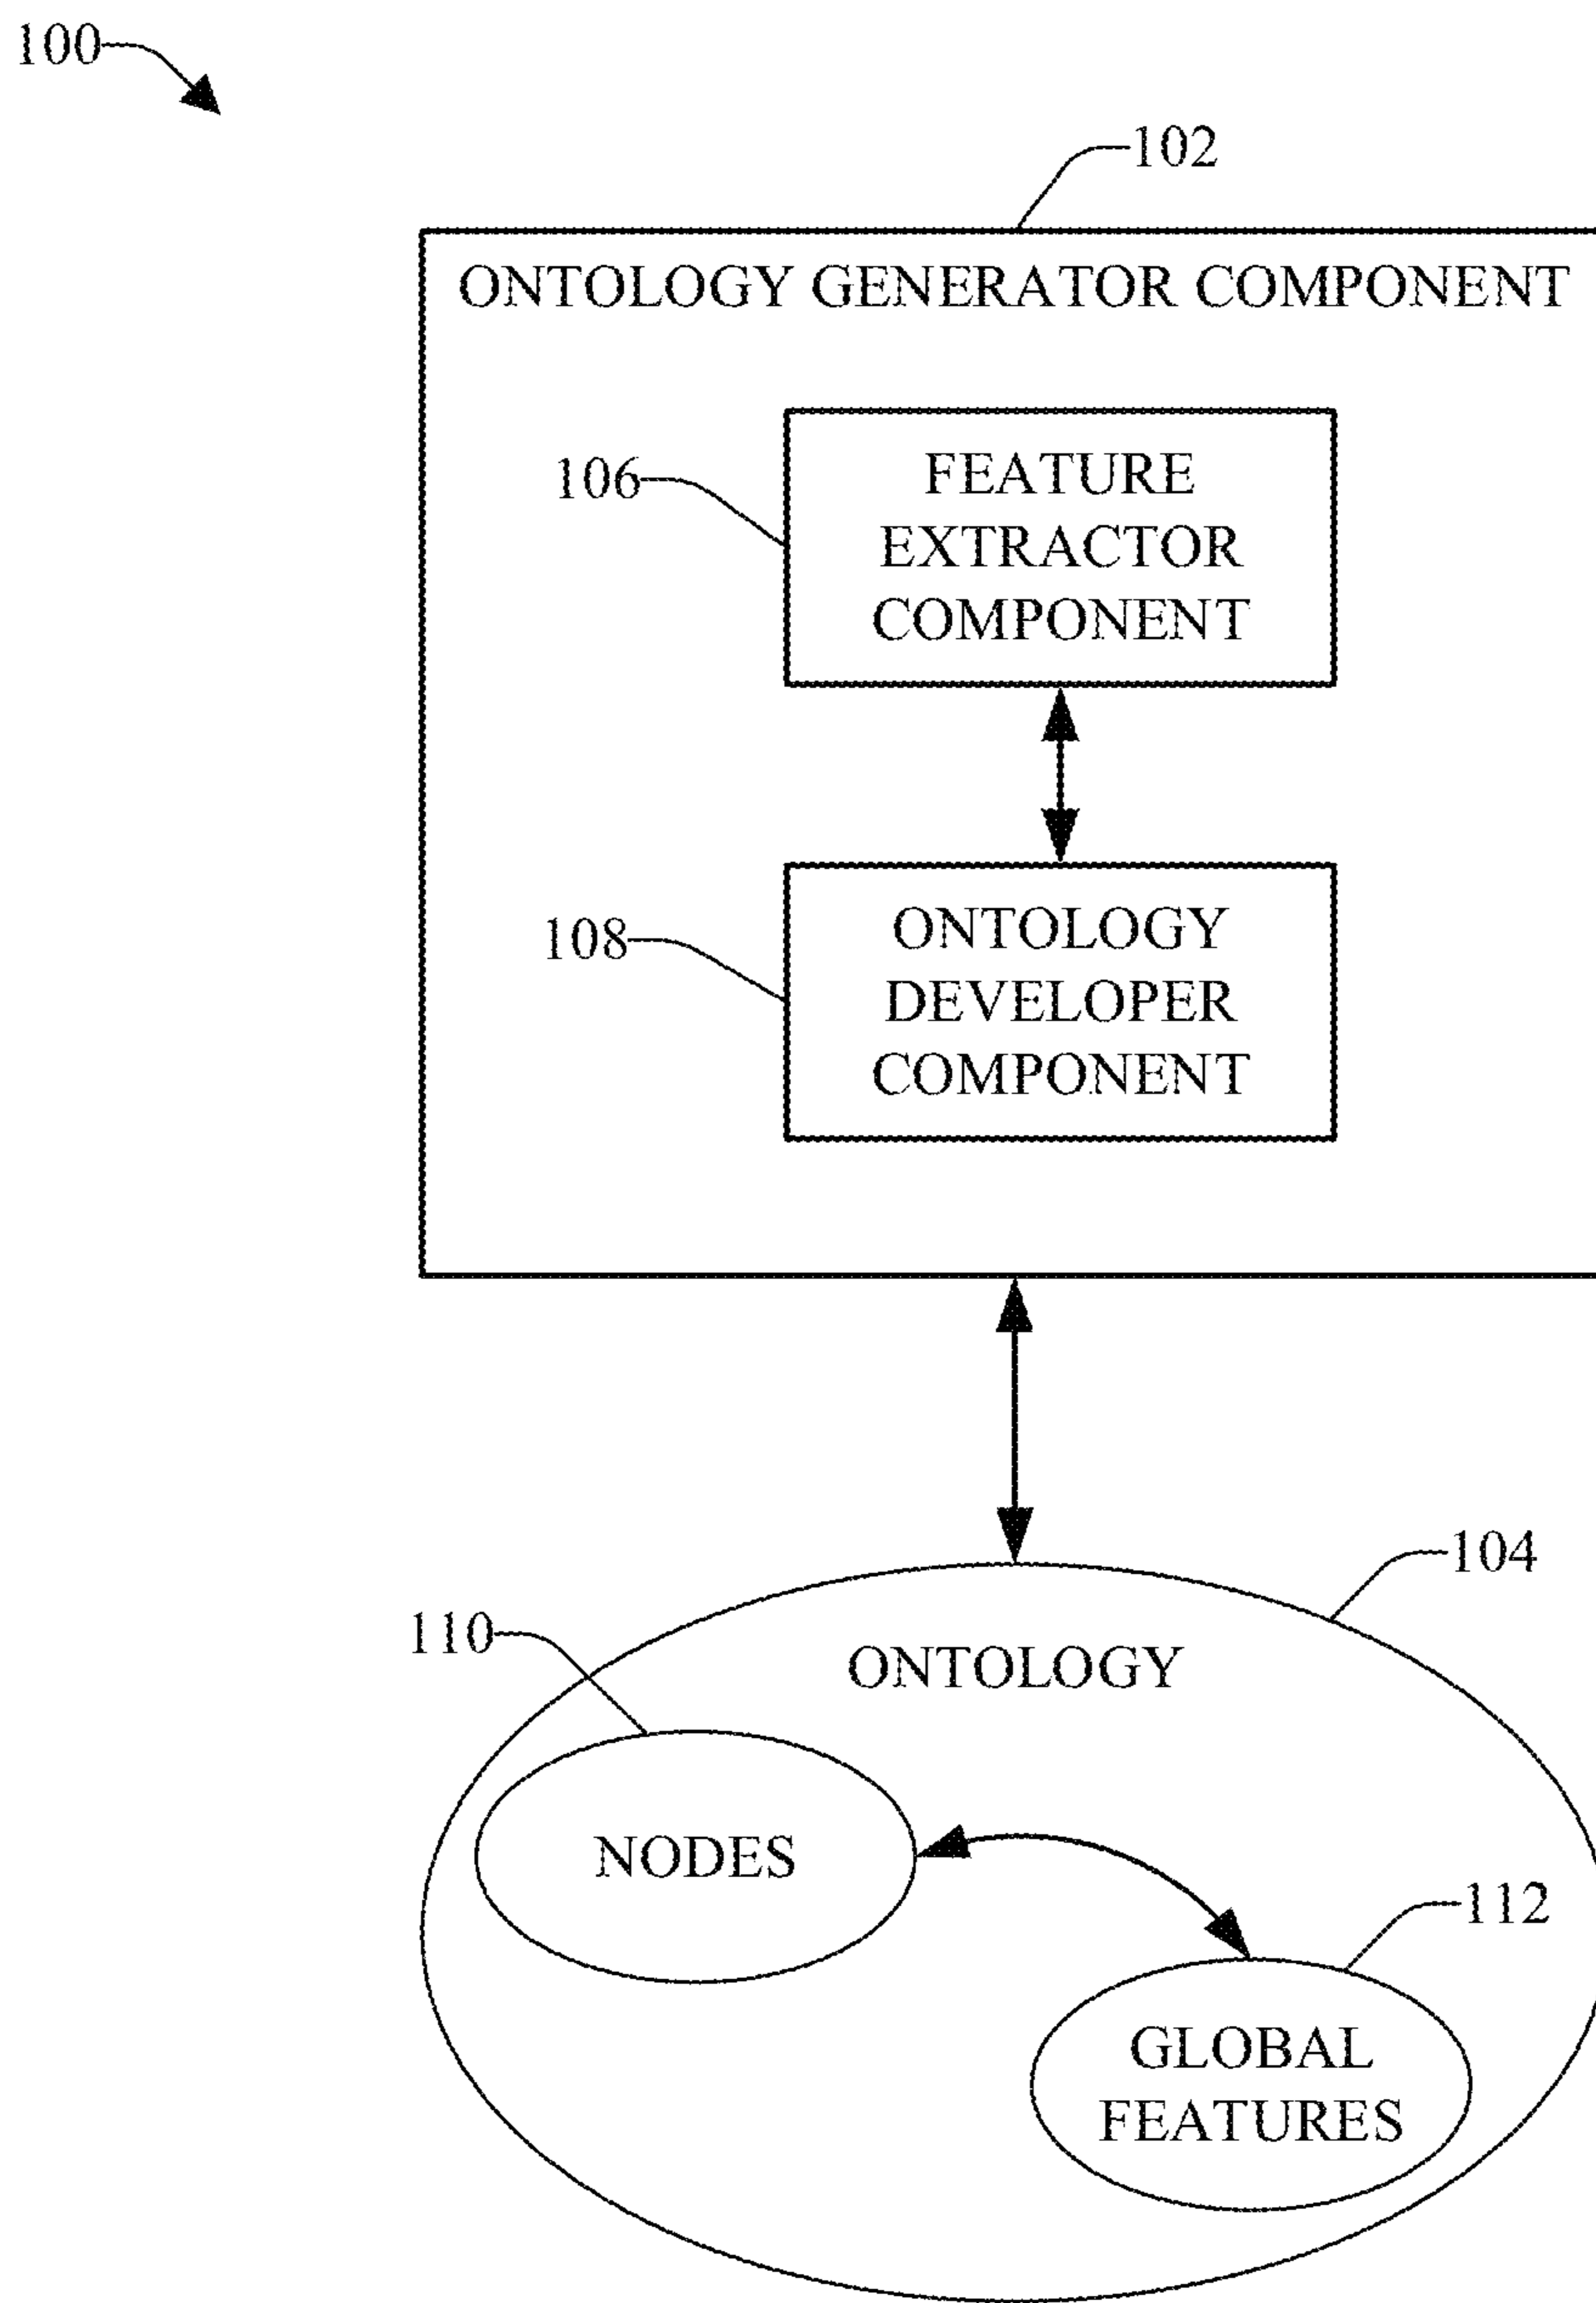 100
102
ONTOLOGY GENERATOR COMPONENT
106
FEATURE
EXTRACTOR
COMPONENT
108
ONTOLOGY
DEVELOPER
COMPONENT
104
110
ONTOLOGY
NODES
112
GLOBAL
FEATURES